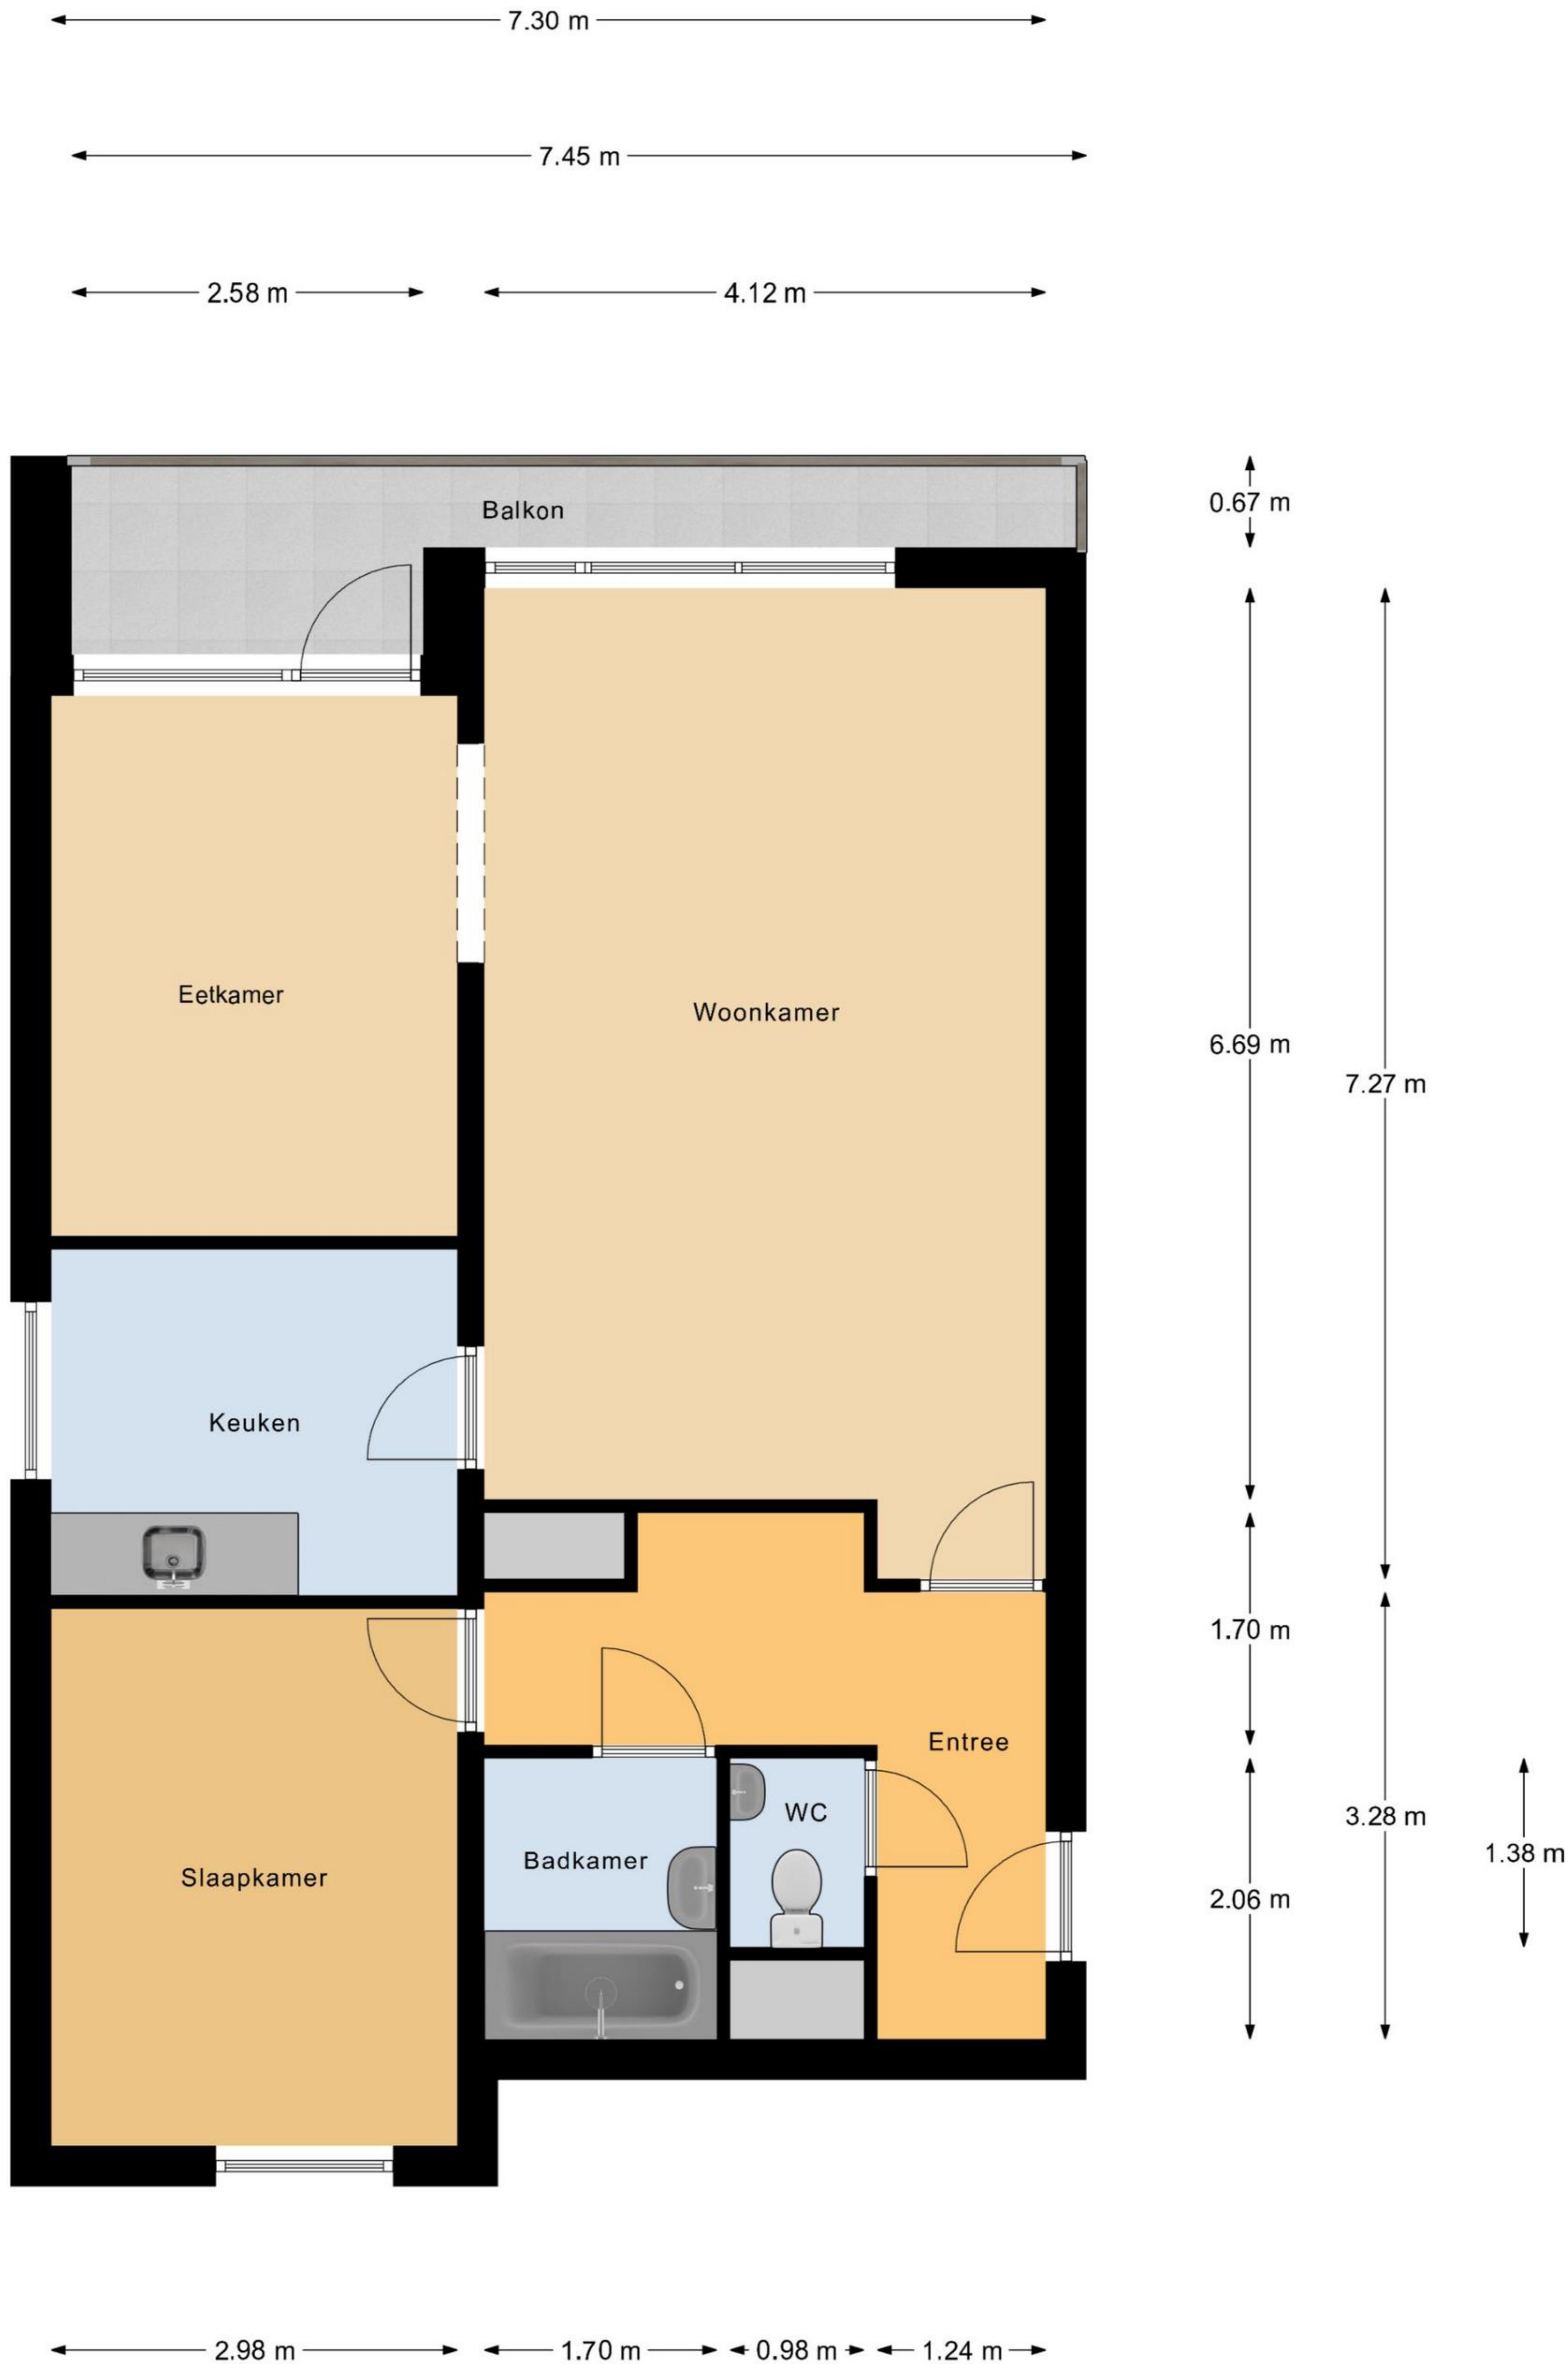 7.30 m
7.45 m
2.58 m
4.12 m
Balkon
0.67 m
Eetkamer
Woonkamer
6.69 m
7.27 m
Keuken
1.70 m
Entree
WC
3.28 m
Badkamer
1.38 m
Slaapkamer
2.06 m
2.98 m
1.70 m
0.98 m
1.24 m